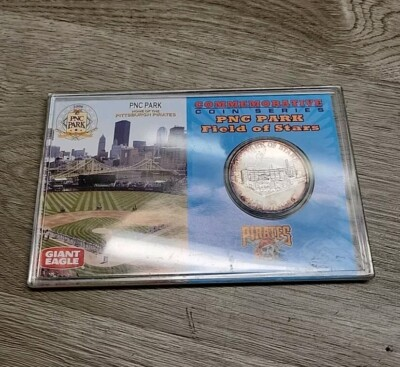 PNC
PARK
PNC PARK
HOME OF THE
PITTSBURGH PIRATES
GIANT
EAGLE
COMMEMORATIVE
COIN SERIES
PNC PARK
Field of Stars
PIRATES